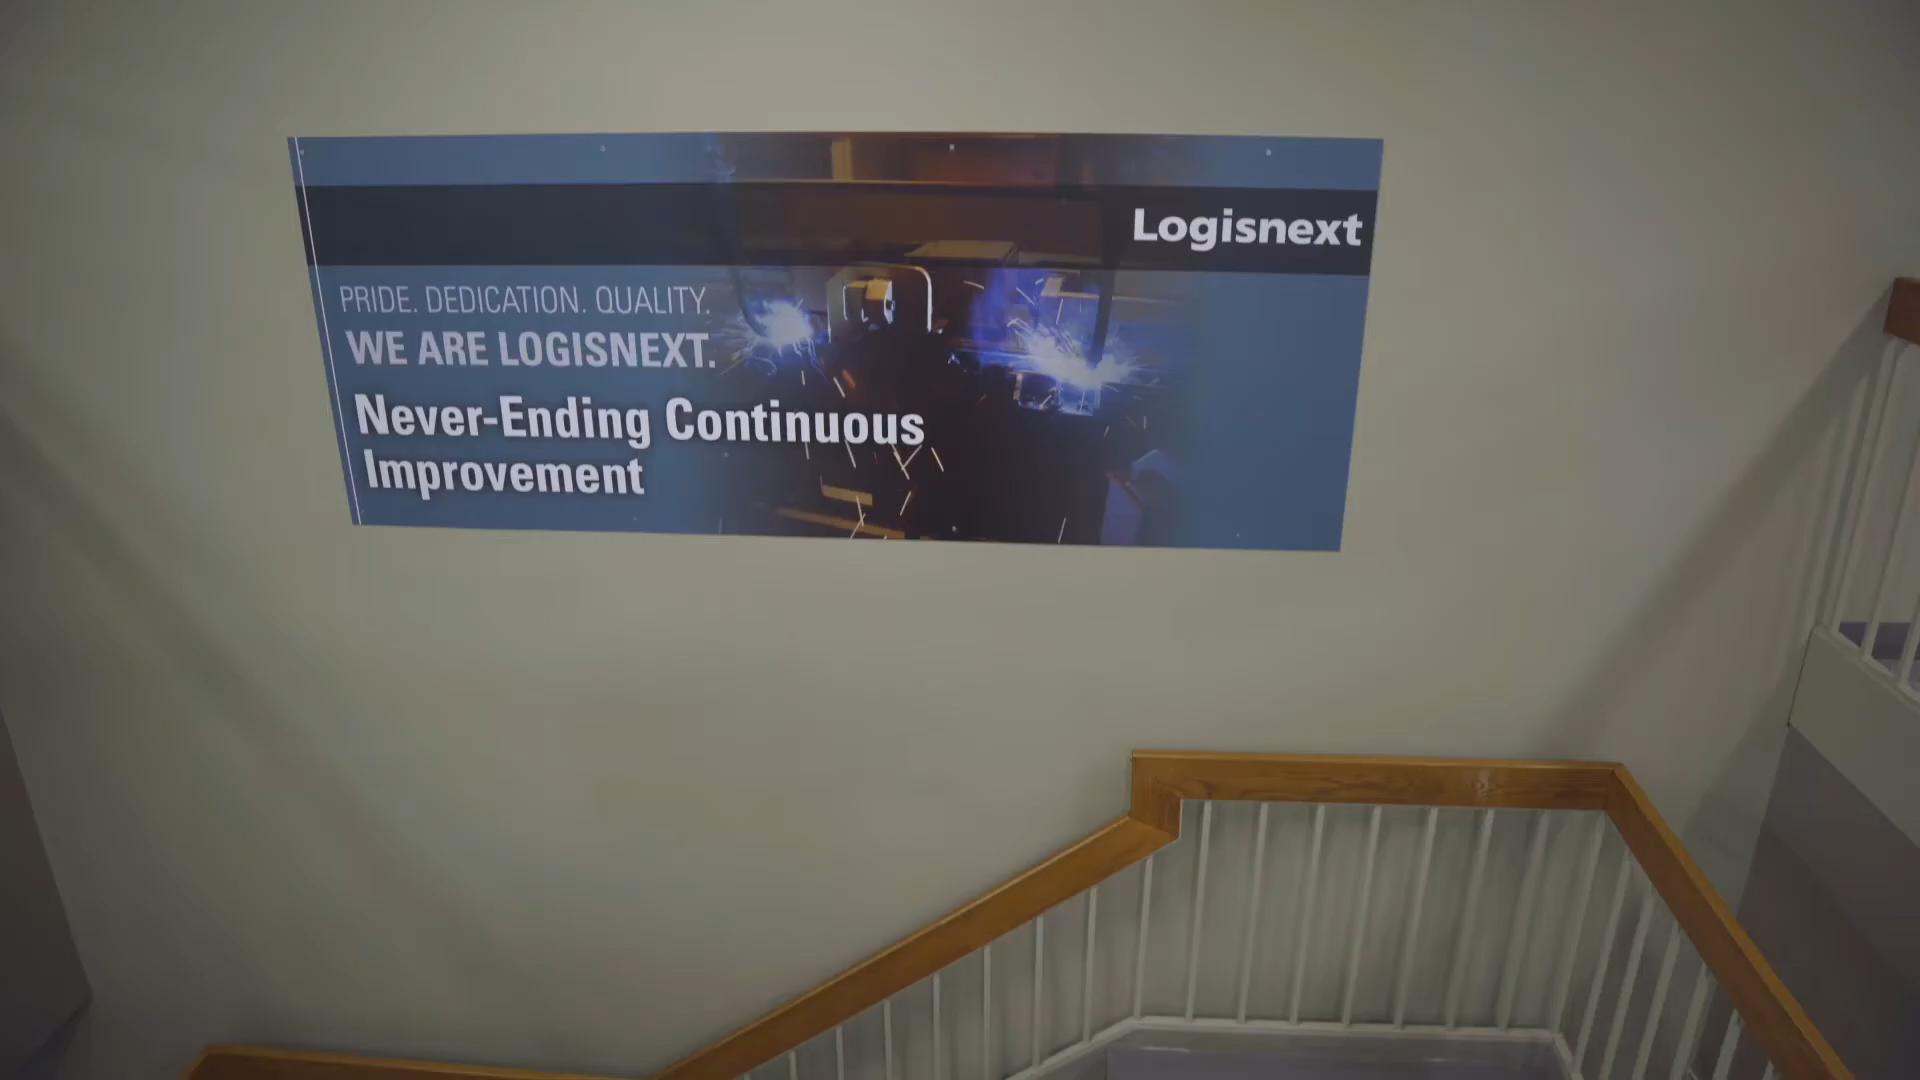 Logisnext
PRIDE. DEDICATION. QUALITY.
WE ARE LOGISNEXT.
Never-Ending Continuous
Improvement